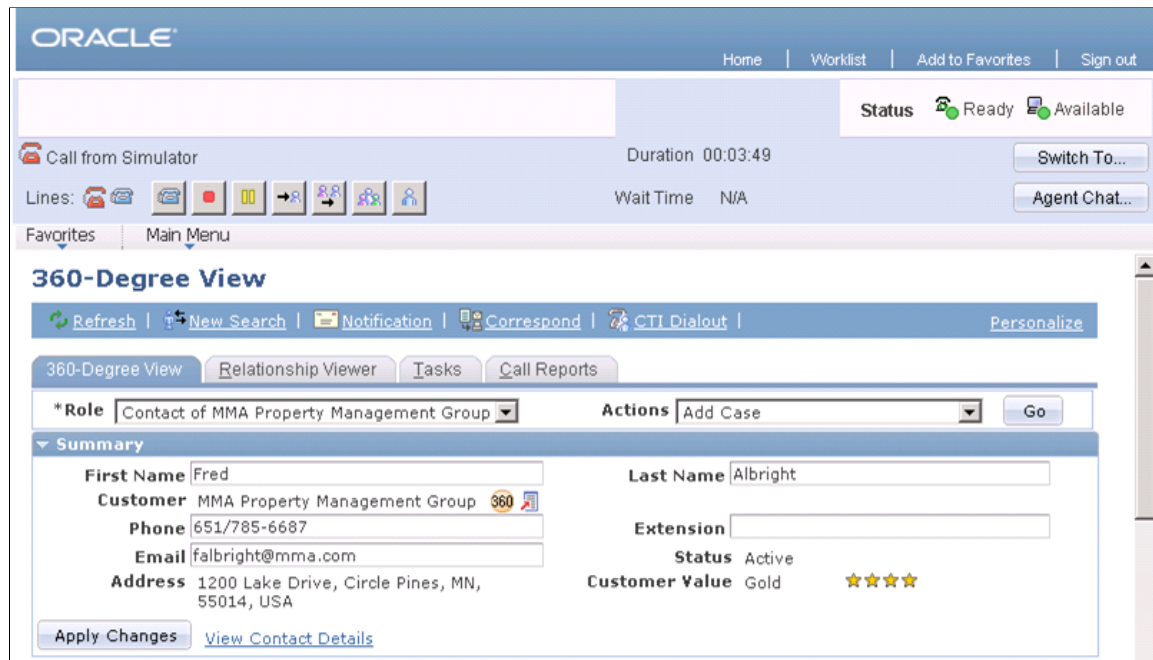 ORACLE
Home | Worklist | Add to Favorites | Sign out
Status Ready Available
Call from Simulator Duration 00:03:49 Switch To...
Lines: Wait Time N/A Agent Chat...
Favorites Main Menu
360-Degree View
Refresh | New Search | Notification | Correspond | CTI Dialout | Personalize
360-Degree View Relationship Viewer Tasks Call Reports
*Role Contact of MMA Property Management Group Actions Add Case Go
Summary
First Name Fred Last Name Albright
Customer MMA Property Management Group 360
Phone 651/785-6687 Extension
Email falbright@mma.com Status Active
Address 1200 Lake Drive, Circle Pines, MN, Customer Value Gold
55014, USA
Apply Changes View Contact Details